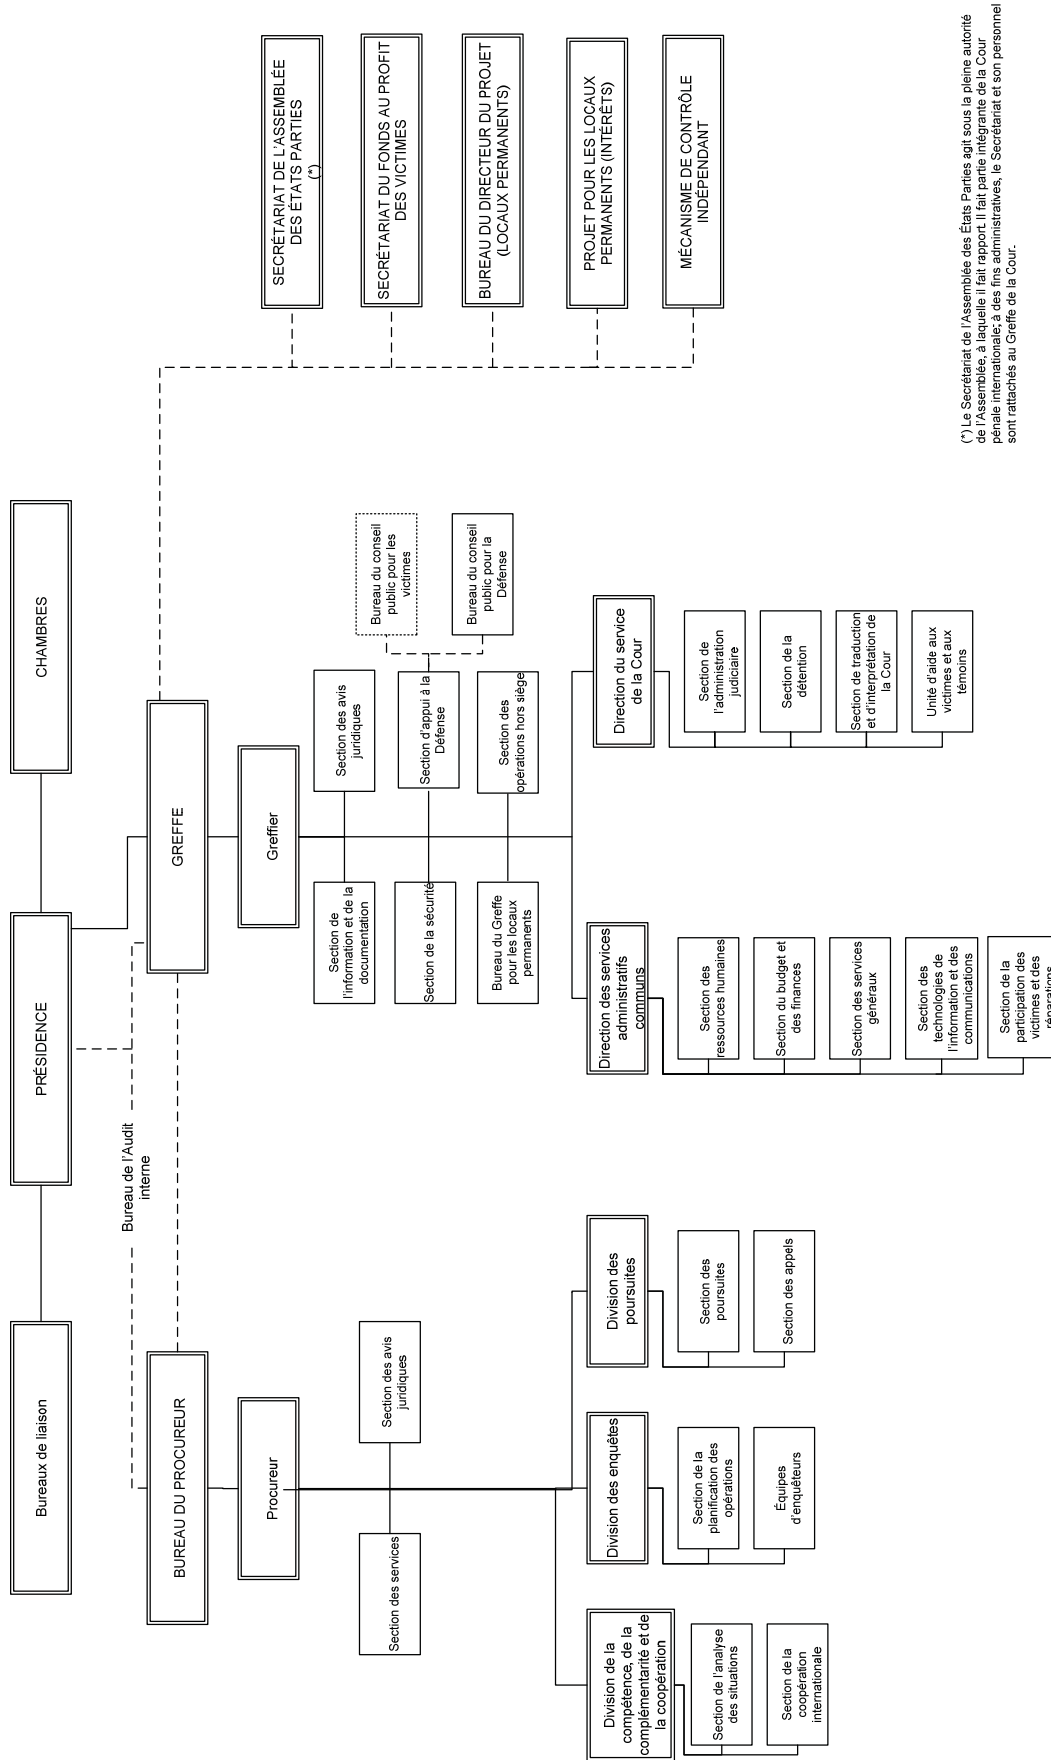 Bureaux de liaison
PRÉSIDENCE
CHAMBRES
Bureau de l'Audit
interne
BUREAU DU PROCUREUR
GREFFE
Procureur
Greffier
SECRÉTARIAT DE L'ASSEMBLÉE
DES ÉTATS PARTIES
(*)
SECRÉTARIAT DU FONDS AU PROFIT
DES VICTIMES
BUREAU DU DIRECTEUR DU PROJET
(LOCAUX PERMANENTS)
PROJET POUR LES LOCAUX
PERMANENTS (INTÉRÊTS)
MÉCANISME DE CONTRÔLE
INDÉPENDANT
Section des services
Section des avis
juridiques
Section de
l'information et de la
documentation
Section des avis
juridiques
Section de la sécurité
Section d'appui à la
Défense
Bureau du Greffe
pour les locaux
permanents
Section des
opérations hors siège
Bureau du conseil
public pour les
victimes
Bureau du conseil
public pour la
Défense
Division de la
compétence, de la
complémentarité et de
la coopération
Section de l'analyse
des situations
Section de la
coopération
internationale
Division des enquêtes
Section de la
planification des
opérations
Équipes
d'enquêteurs
Division des
poursuites
Section des
poursuites
Section des appels
Direction des services
administratifs
communs
Section des
ressources humaines
Section du budget et
des finances
Section des services
généraux
Section des
technologies de
l'information et des
communications
Section de la
participation des
victimes et des
réparations
Direction du service
de la Cour
Section de
l'administration
judiciaire
Section de la
détention
Section de traduction
et d'interprétation de
la Cour
Unité d'aide aux
victimes et aux
témoins
(*) Le Secrétariat de l'Assemblée des États Parties agit sous la pleine autorité
de l'Assemblée, à laquelle il fait rapport. Il fait partie intégrante de la Cour
pénale internationale; à des fins administratives, le Secrétariat et son personnel
sont rattachés au Greffe de la Cour.